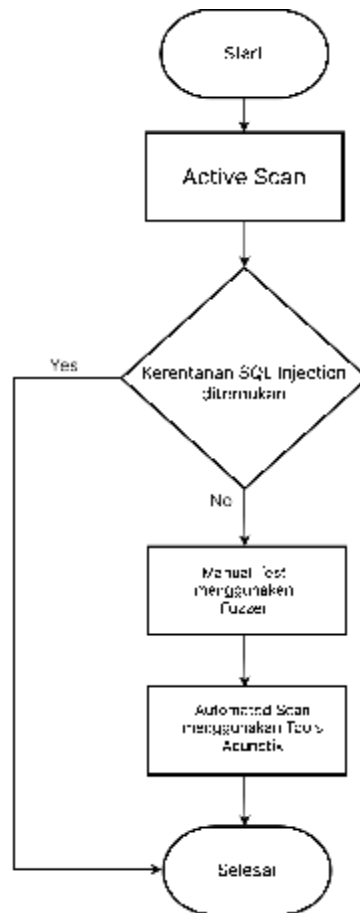 Start
Active Scan
Kerentanan SQL Injection
ditemukan
Yes
No
Manual Test
menggunakan
Fuzzer
Automated Scan
menggunakan Tools
Acunetix
Selesai